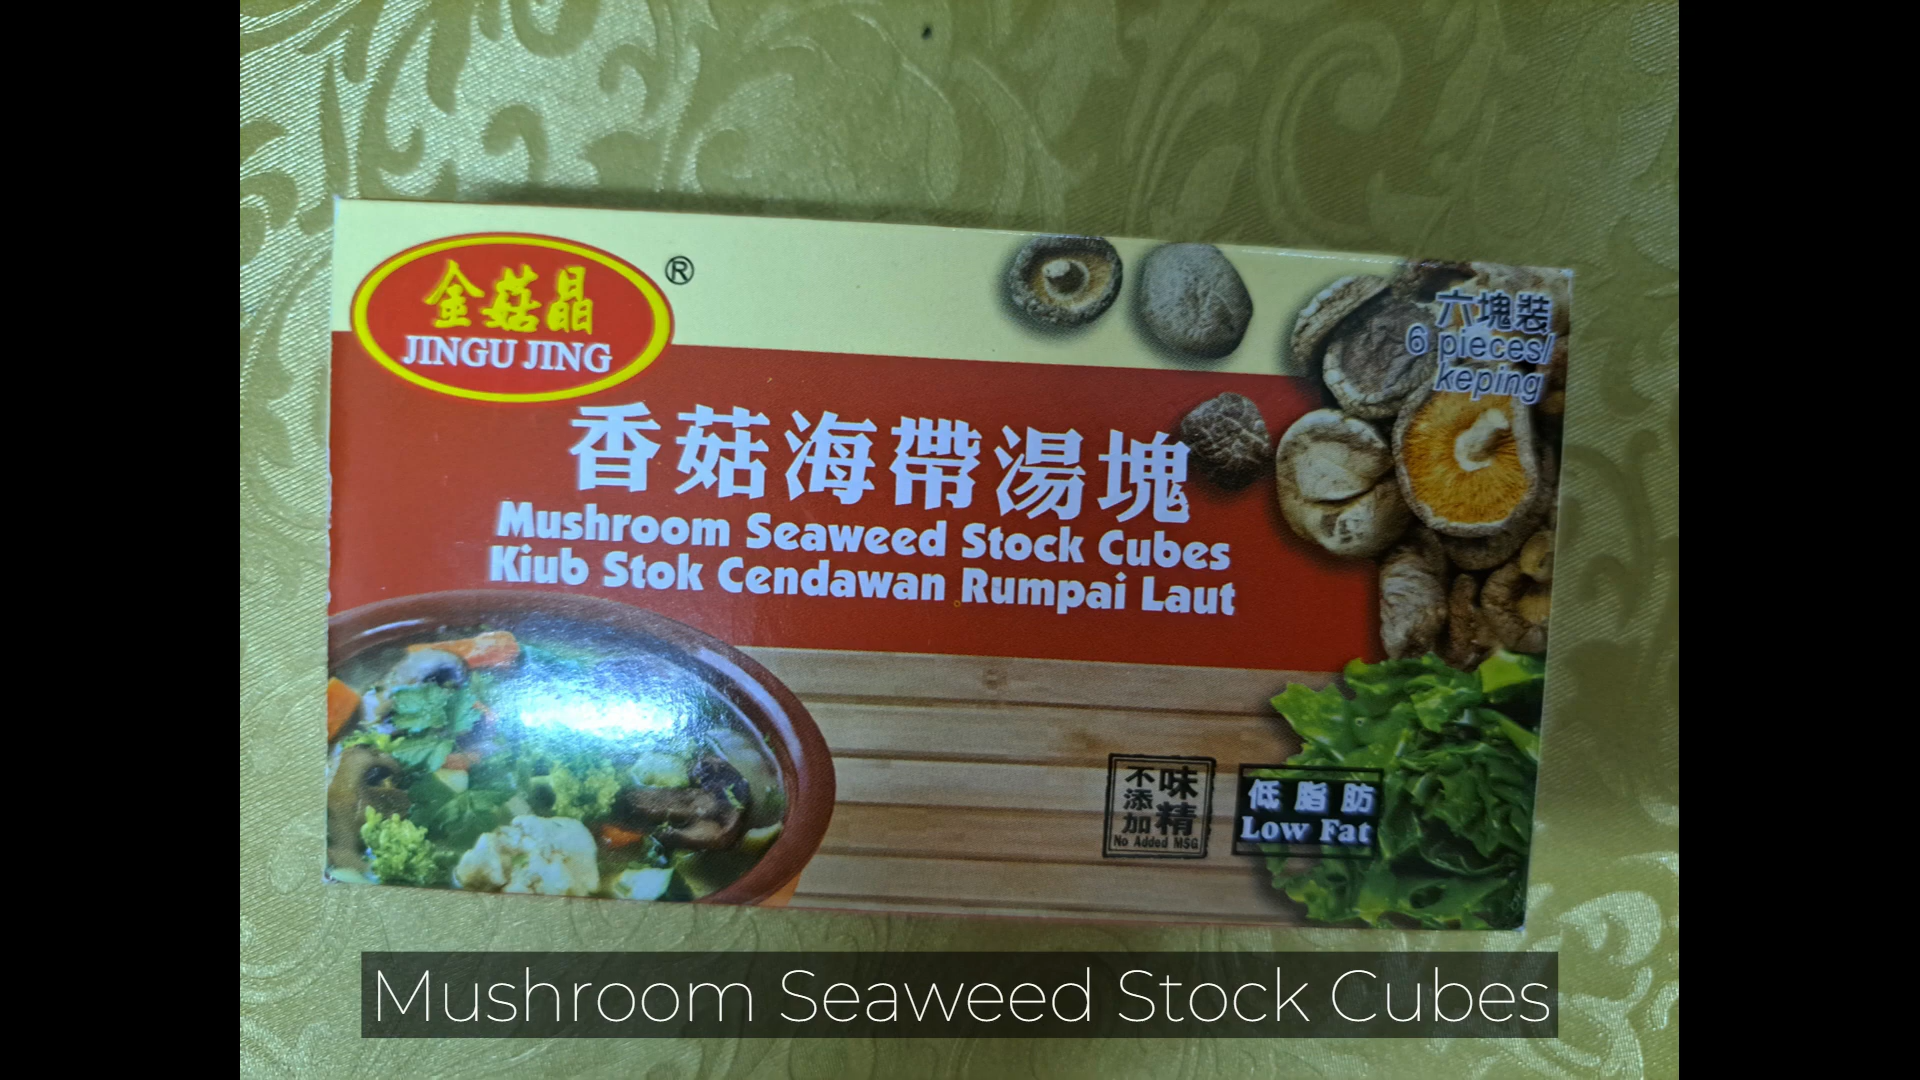 金菇晶
JINGU JING
®
六塊裝
6 pieces/
keping
香菇海帶湯塊
Mushroom Seaweed Stock Cubes
Kiub Stok Cendawan Rumpai Laut
不添加味精
No Added MSG
低脂肪
Low Fat
Mushroom Seaweed Stock Cubes